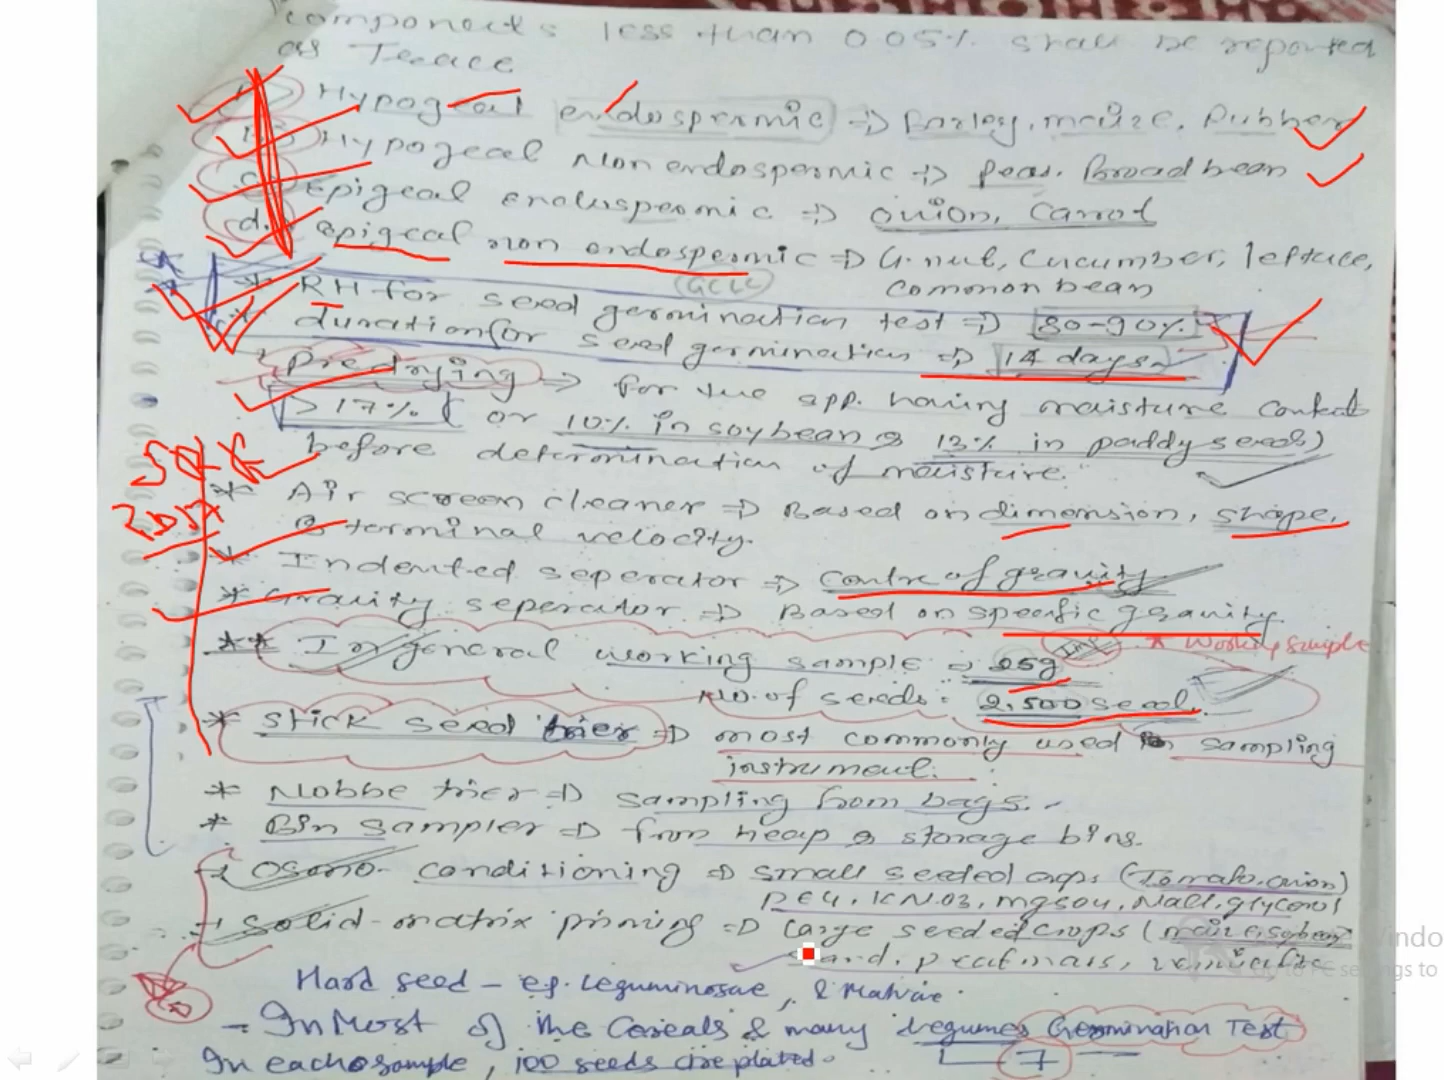 components less than 0.05% shall be reported
as Trace
Hypogeal endospermic ⇒ Barley, maize, Rubber
Hypogeal Non endospermic ⇒ Peas, Broad bean
c. Epigeal endospermic ⇒ onion, Carrot
d. Epigeal non endospermic ⇒ G.nut, Cucumber, lettuce,
GCLC common bean
* RH for seed germination test ⇒ 80-90%
duration for seed germination ⇒ 14 days
Predrying ⇒ for the spp. having moisture content
>17% ( or 10% in soybean & 13% in paddy seeds)
before determination of moisture.
* Air screen cleaner ⇒ Based on dimension, shape,
& terminal velocity.
* Indented seperator ⇒ Centre of gravity
* Gravity seperator ⇒ Based on specific gravity.
** In general working sample = 25g Imp * Working sample
No. of seeds: 2,500 seed.
* Stick seed trier ⇒ most commonly used sampling
instrument.
* Nobbe trier ⇒ sampling from bags.
* Bin sampler ⇒ from heap & storage bins.
Osmo-conditioning ⇒ small seeded crops (Tomato, onion)
PEG, KNO3, MgSO4, NaCl, glycerol
Solid-matrix priming ⇒ Large seeded crops (maize, soybean
Sand, peatmass,
Hard seed - eg. Leguminosae, &
- In Most of the Cereals & many legumes Germination Test
In each sample, 100 seeds are plated. 7